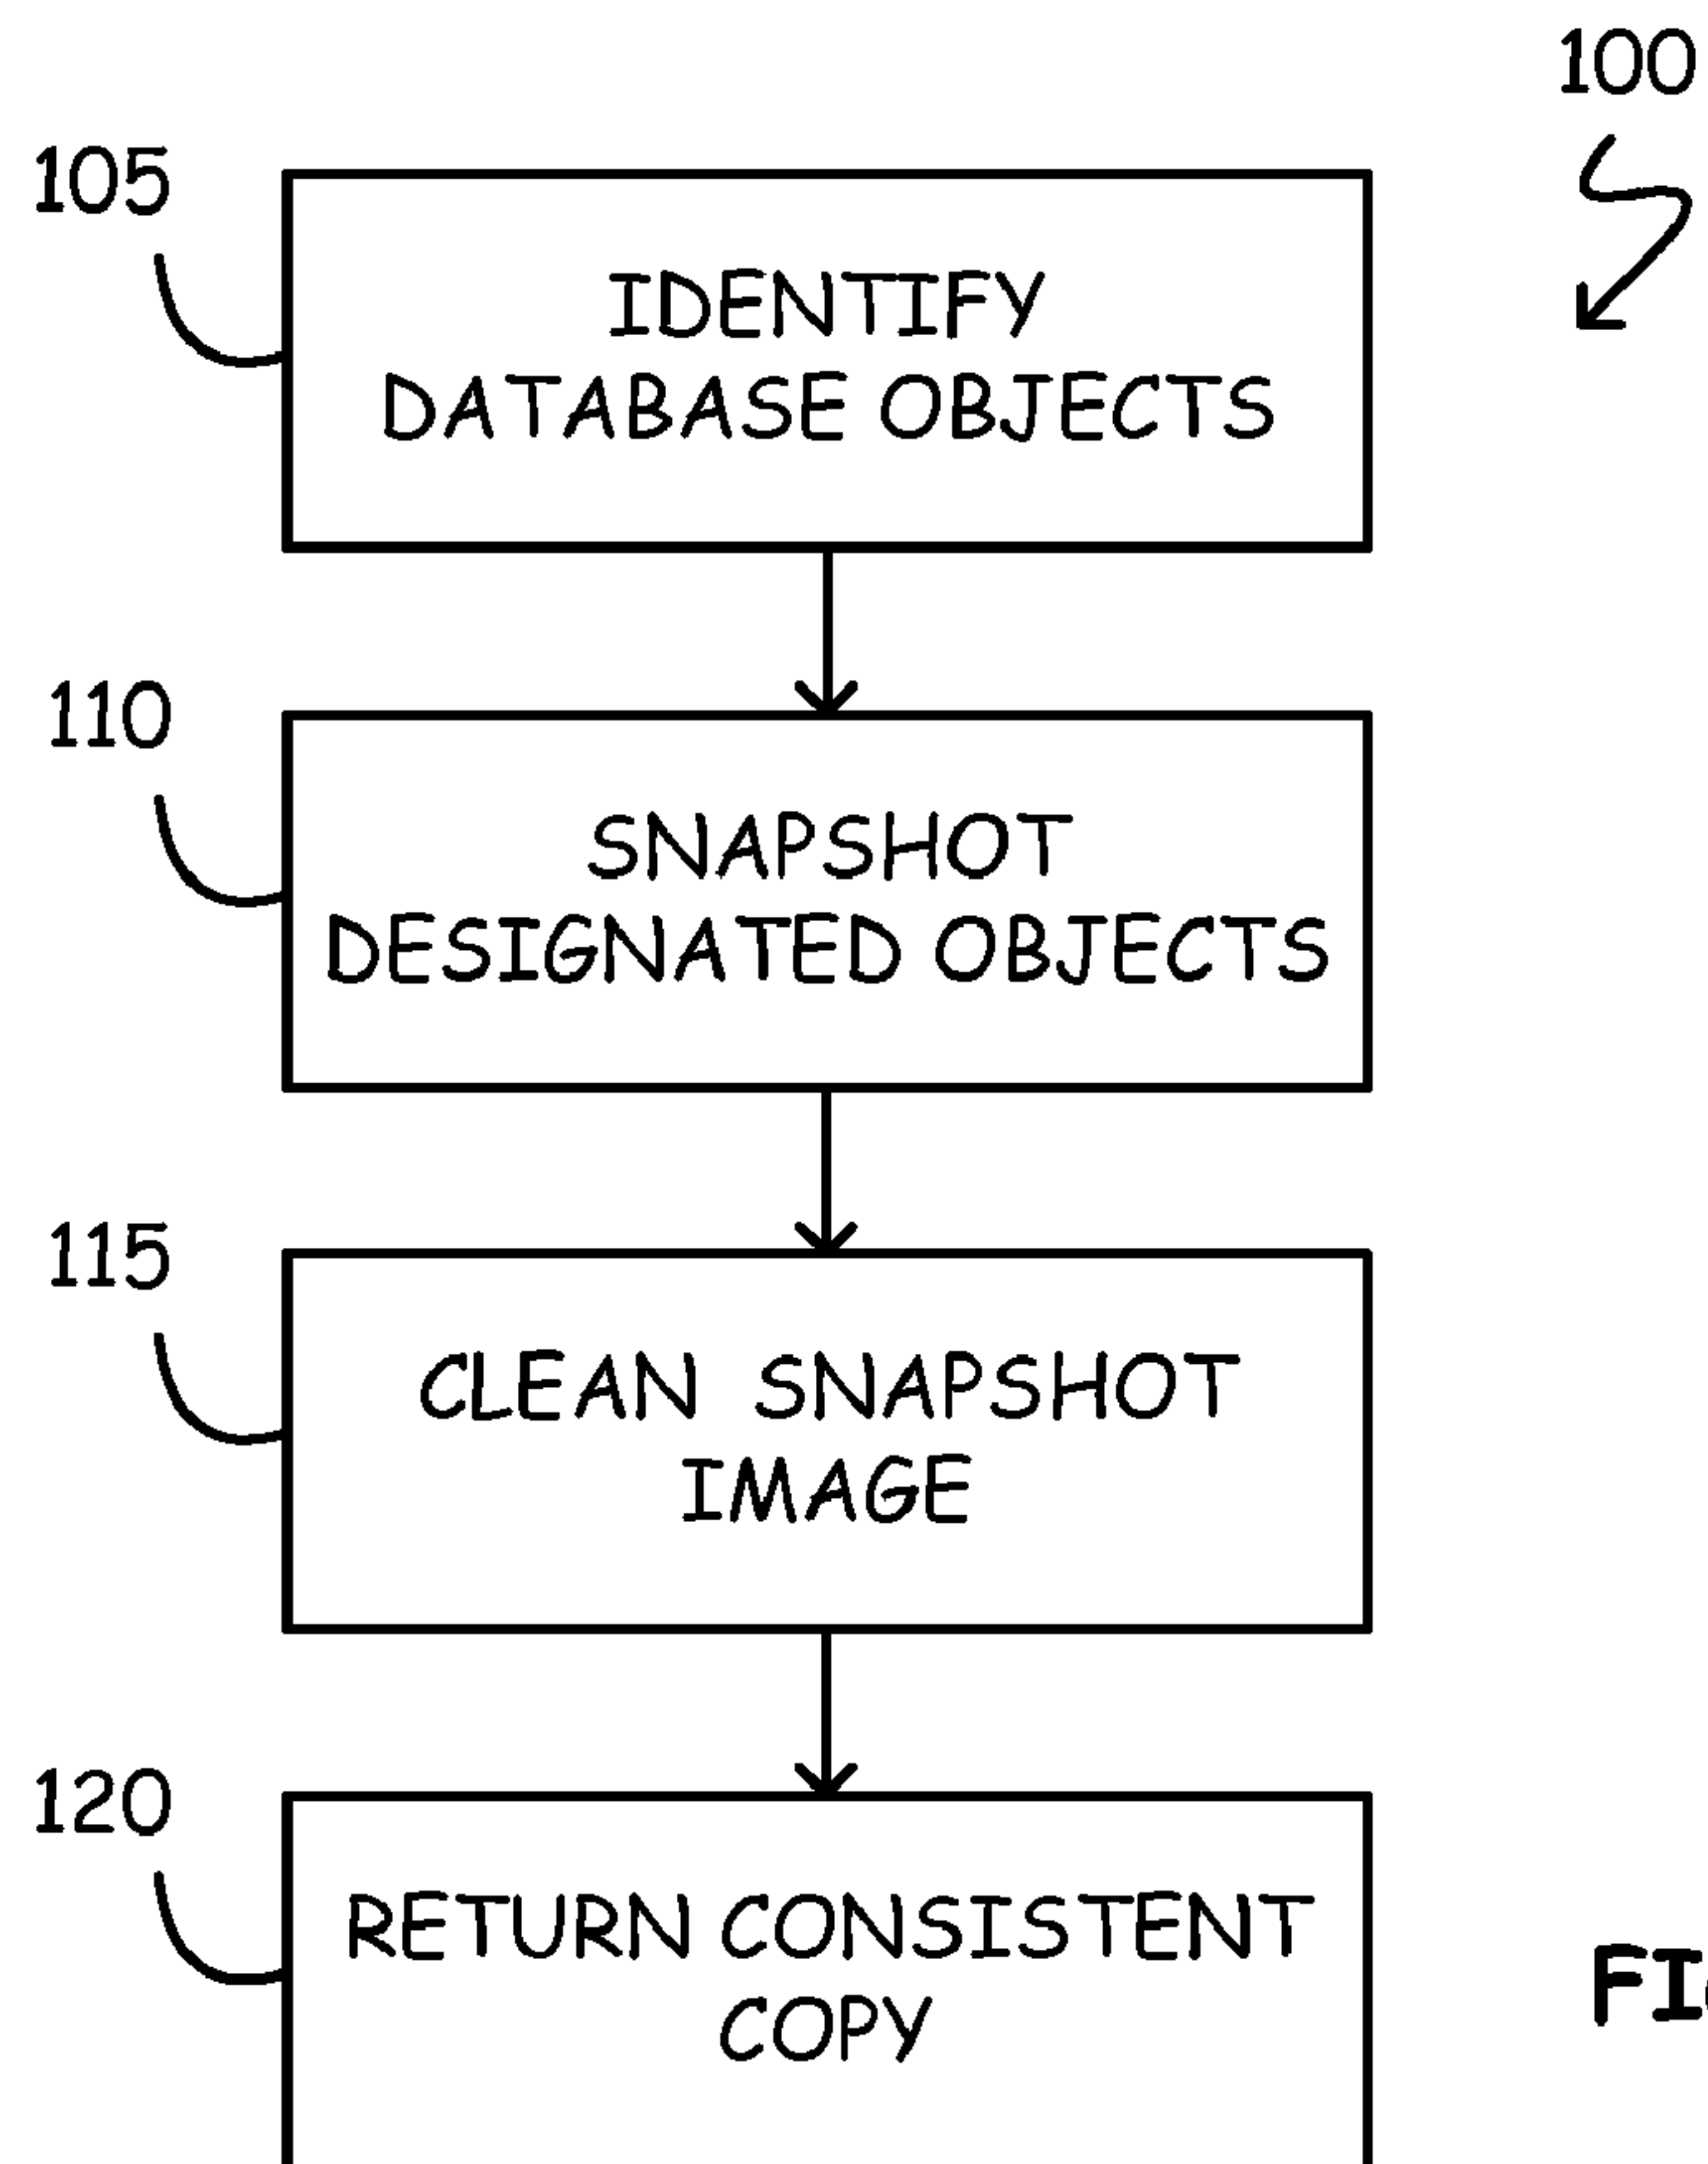 100
105
IDENTIFY
DATABASE OBJECTS
110
SNAPSHOT
DESIGNATED OBJECTS
115
CLEAN SNAPSHOT
IMAGE
120
RETURN CONSISTENT
COPY